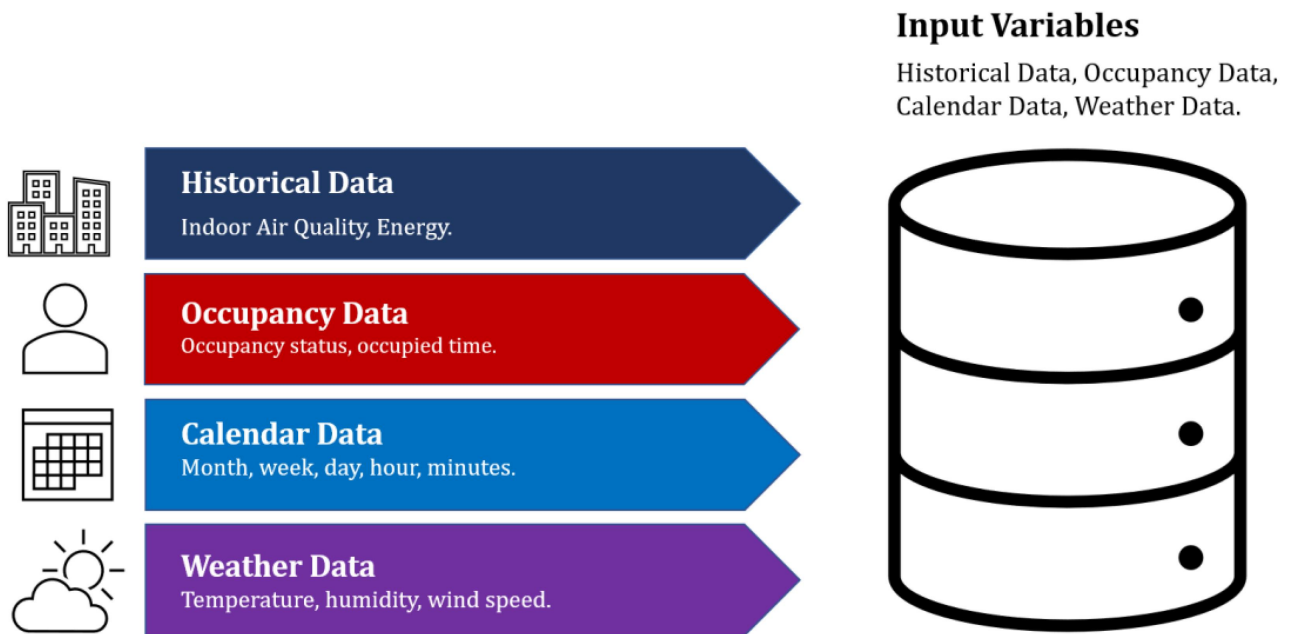 Input Variables
Historical Data, Occupancy Data,
Calendar Data, Weather Data.
Historical Data
Indoor Air Quality, Energy.
Occupancy Data
Occupancy status, occupied time.
Calendar Data
Month, week, day, hour, minutes.
Weather Data
Temperature, humidity, wind speed.